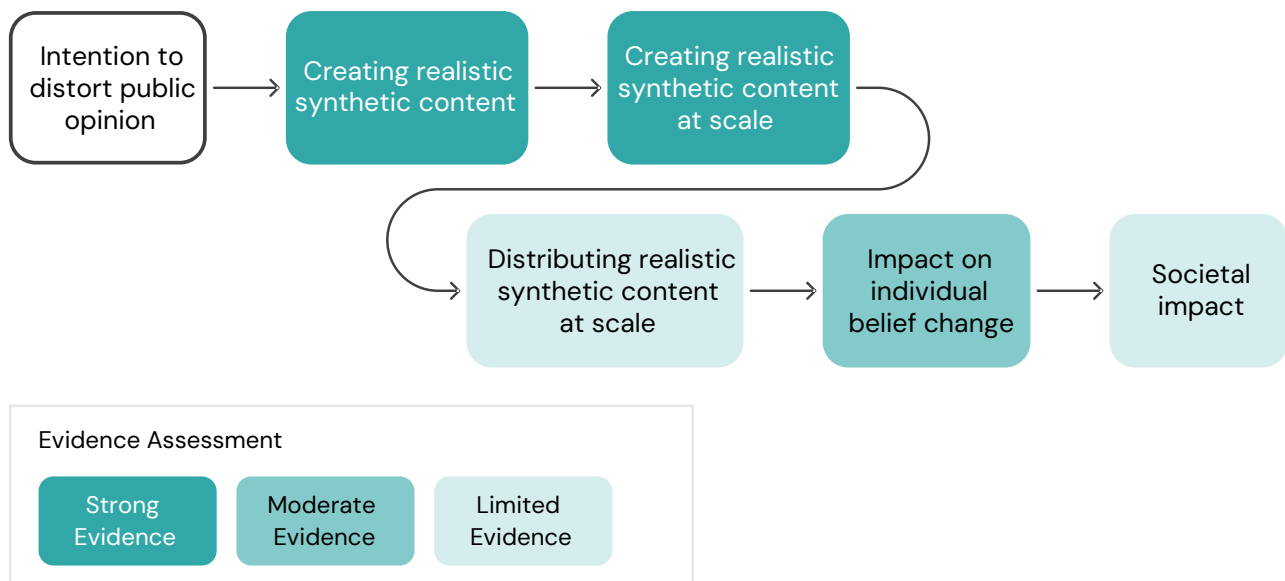 Intention to
distort public
opinion
Creating realistic
synthetic content
Creating realistic
synthetic content
at scale
Distributing realistic
synthetic content
at scale
Impact on
individual
belief change
Societal
impact
Evidence Assessment
Strong
Evidence
Moderate
Evidence
Limited
Evidence